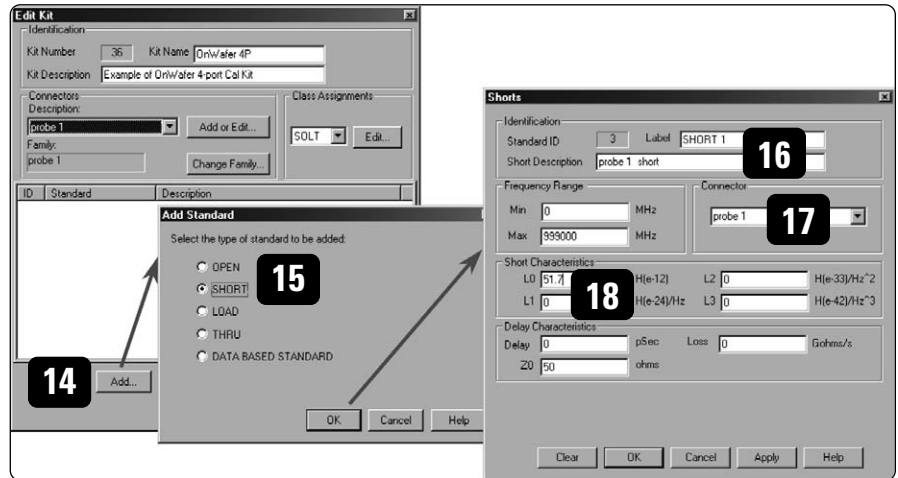 Edit Kit
Identification
Kit Number 36 Kit Name OnWafer 4P
Kit Description Example of OnWafer 4-port Cal Kit
Connectors
Description:
probe 1 Add or Edit...
Family:
probe 1 Change Family...
Class Assignments
SOLT Edit...
ID Standard Description
14 Add...
Add Standard
Select the type of standard to be added:
OPEN
SHORT
LOAD
THRU
DATA BASED STANDARD
15
OK Cancel Help
Shorts
Identification
Standard ID 3 Label SHORT 1
Short Description probe 1 short
16
Frequency Range
Min 0 MHz
Max 999000 MHz
Connector
probe 1
17
Short Characteristics
L0 51.7 H(e-12) L2 0 H(e-33)/Hz^2
L1 0 H(e-24)/Hz L3 0 H(e-42)/Hz^3
18
Delay Characteristics
Delay 0 pSec Loss 0 Gohms/s
Z0 50 ohms
Clear OK Cancel Apply Help